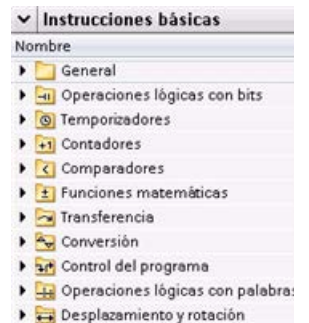 Instrucciones básicas
Nombre
General
Operaciones lógicas con bits
Temporizadores
Contadores
Comparadores
Funciones matemáticas
Transferencia
Conversión
Control del programa
Operaciones lógicas con palabra
Desplazamiento y rotación